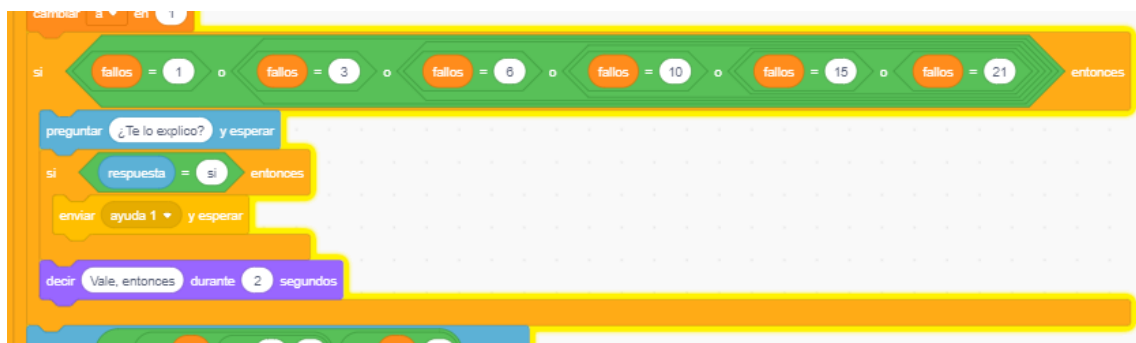 cambiar a en 1
si fallos = 1 o fallos = 3 o fallos = 6 o fallos = 10 o fallos = 15 o fallos = 21 entonces
preguntar ¿Te lo explico? y esperar
si respuesta = si entonces
enviar ayuda 1 y esperar
decir Vale, entonces durante 2 segundos